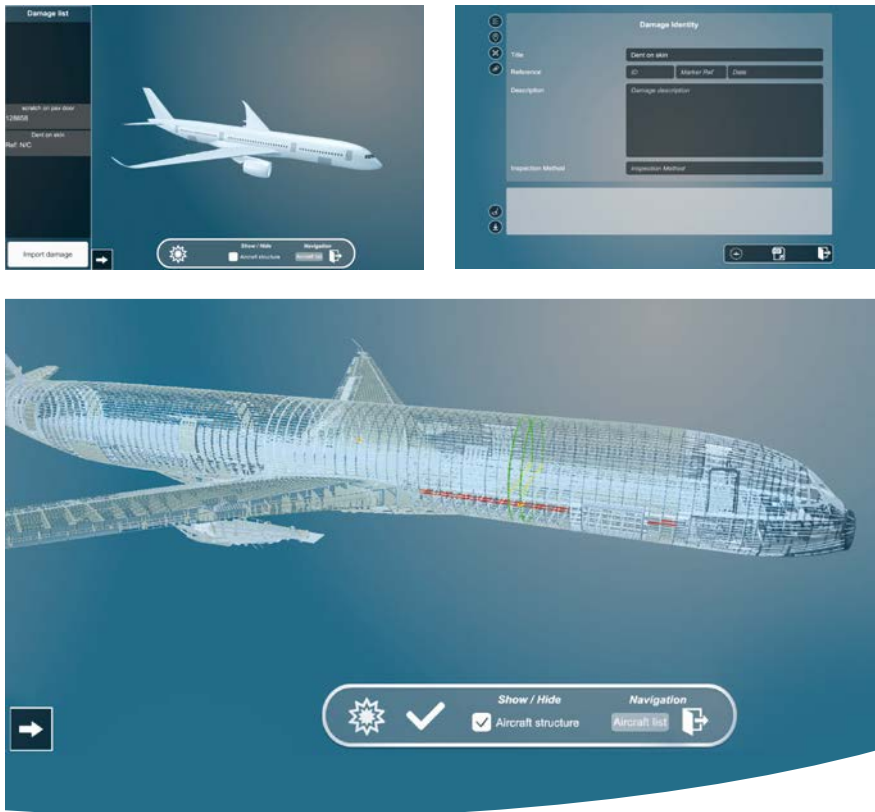 Damage list
scratch on pax door
128658
Dent on skin
Ref: N/C
Import damage
Show / Hide
Aircraft structure
Navigation
Aircraft list
Damage Identity
Title
Dent on skin
Reference
ID
Marker Ref
Date
Description
Damage description
Inspection Method
Inspection Method
Show / Hide
Aircraft structure
Navigation
Aircraft list